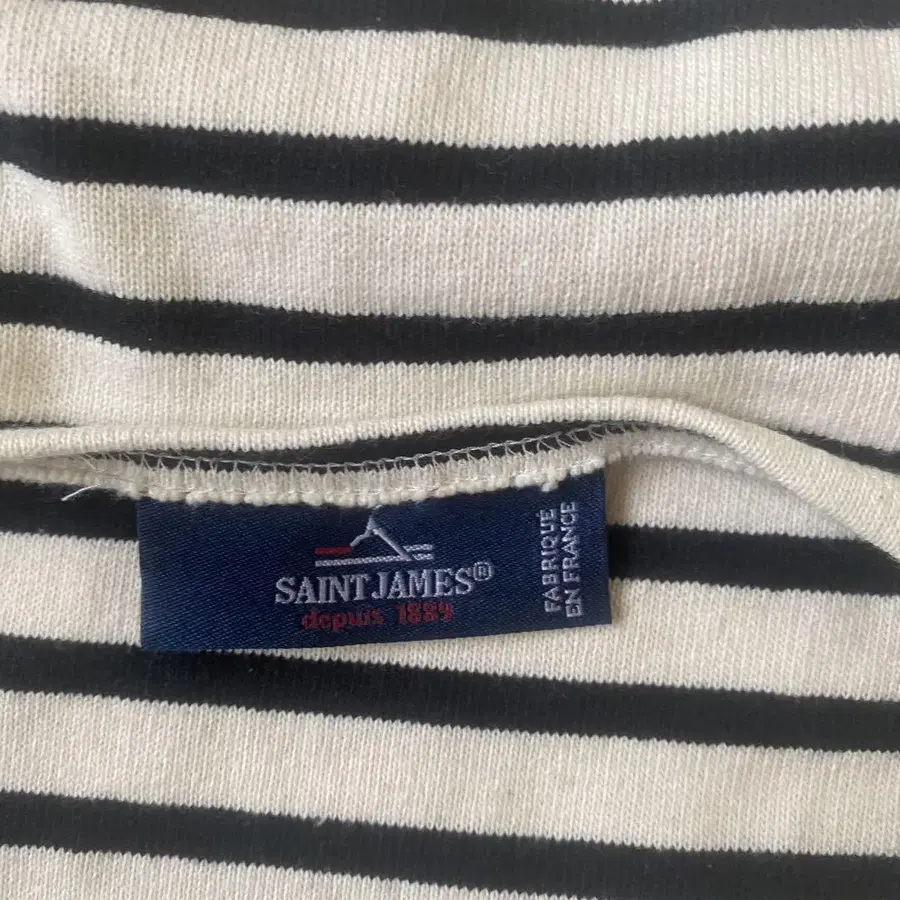 SAINT JAMES®
depuis 1889
FABRIQUÉ
EN FRANCE